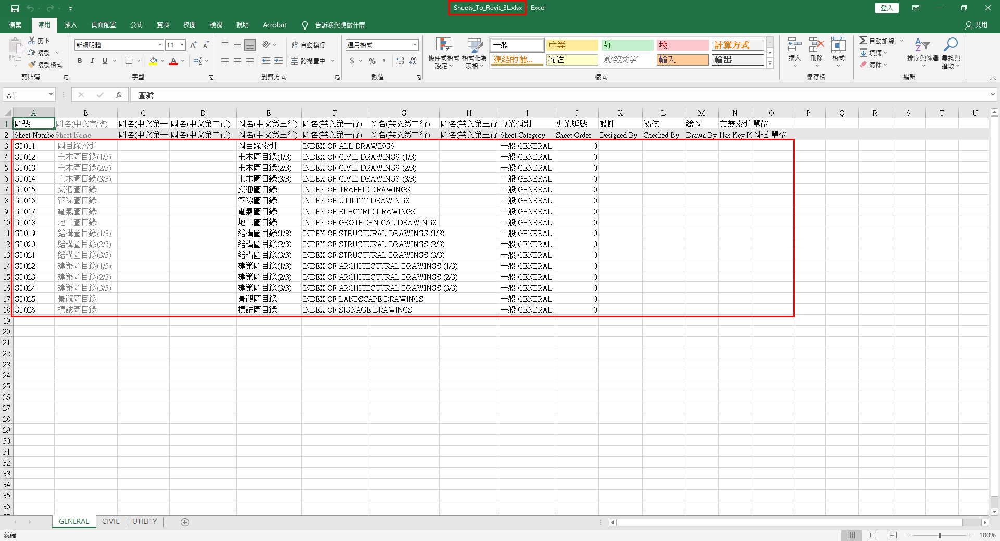 Sheets_To_Revit_3L.xlsx - Excel
登入
檔案 常用 插入 頁面配置 公式 資料 校閱 檢視 說明 Acrobat 告訴我您想做什麼 共用
貼上
剪下
複製
複製格式
剪貼簿
新細明體 11
B I U
字型
自動換行
跨欄置中
對齊方式
通用格式
$ % ,
數值
條件式格式設定
格式化為表格
一般 中等 好 壞 計算方式
連結的儲... 備註 說明文字 輸入 輸出
樣式
插入 刪除 格式
儲存格
自動加總
填滿
清除
排序與篩選
尋找與選取
編輯
A1 fx 圖號
A B C D E F G H I J K L M N O P Q R S T U
1 圖號 圖名(中文完整) 圖名(中文第一行 圖名(中文第二行) 圖名(中文第三行) 圖名(英文第一行) 圖名(英文第二行) 圖名(英文第三行) 專業類別 專業編號 設計 初核 繪圖 有無索引 單位
2 Sheet Numbe Sheet Name 圖名(中文第一行 圖名(中文第二行) 圖名(中文第三行) 圖名(英文第一行) 圖名(英文第二行) 圖名(英文第三行) Sheet Category Sheet Order Designed By Checked By Drawn By Has Key P 圖框-單位
3 GI 011 圖目錄索引 圖目錄索引 INDEX OF ALL DRAWINGS 一般 GENERAL 0
4 GI 012 土木圖目錄(1/3) 土木圖目錄(1/3) INDEX OF CIVIL DRAWINGS (1/3) 一般 GENERAL 0
5 GI 013 土木圖目錄(2/3) 土木圖目錄(2/3) INDEX OF CIVIL DRAWINGS (2/3) 一般 GENERAL 0
6 GI 014 土木圖目錄(3/3) 土木圖目錄(3/3) INDEX OF CIVIL DRAWINGS (3/3) 一般 GENERAL 0
7 GI 015 交通圖目錄 交通圖目錄 INDEX OF TRAFFIC DRAWINGS 一般 GENERAL 0
8 GI 016 管線圖目錄 管線圖目錄 INDEX OF UTILITY DRAWINGS 一般 GENERAL 0
9 GI 017 電氣圖目錄 電氣圖目錄 INDEX OF ELECTRIC DRAWINGS 一般 GENERAL 0
10 GI 018 地工圖目錄 地工圖目錄 INDEX OF GEOTECHNICAL DRAWINGS 一般 GENERAL 0
11 GI 019 結構圖目錄(1/3) 結構圖目錄(1/3) INDEX OF STRUCTURAL DRAWINGS (1/3) 一般 GENERAL 0
12 GI 020 結構圖目錄(2/3) 結構圖目錄(2/3) INDEX OF STRUCTURAL DRAWINGS (2/3) 一般 GENERAL 0
13 GI 021 結構圖目錄(3/3) 結構圖目錄(3/3) INDEX OF STRUCTURAL DRAWINGS (3/3) 一般 GENERAL 0
14 GI 022 建築圖目錄(1/3) 建築圖目錄(1/3) INDEX OF ARCHITECTURAL DRAWINGS (1/3) 一般 GENERAL 0
15 GI 023 建築圖目錄(2/3) 建築圖目錄(2/3) INDEX OF ARCHITECTURAL DRAWINGS (2/3) 一般 GENERAL 0
16 GI 024 建築圖目錄(3/3) 建築圖目錄(3/3) INDEX OF ARCHITECTURAL DRAWINGS (3/3) 一般 GENERAL 0
17 GI 025 景觀圖目錄 景觀圖目錄 INDEX OF LANDSCAPE DRAWINGS 一般 GENERAL 0
18 GI 026 標誌圖目錄 標誌圖目錄 INDEX OF SIGNAGE DRAWINGS 一般 GENERAL 0
19
20
21
22
23
24
25
26
27
28
29
30
31
32
33
34
35
36
GENERAL CIVIL UTILITY
就緒 100%